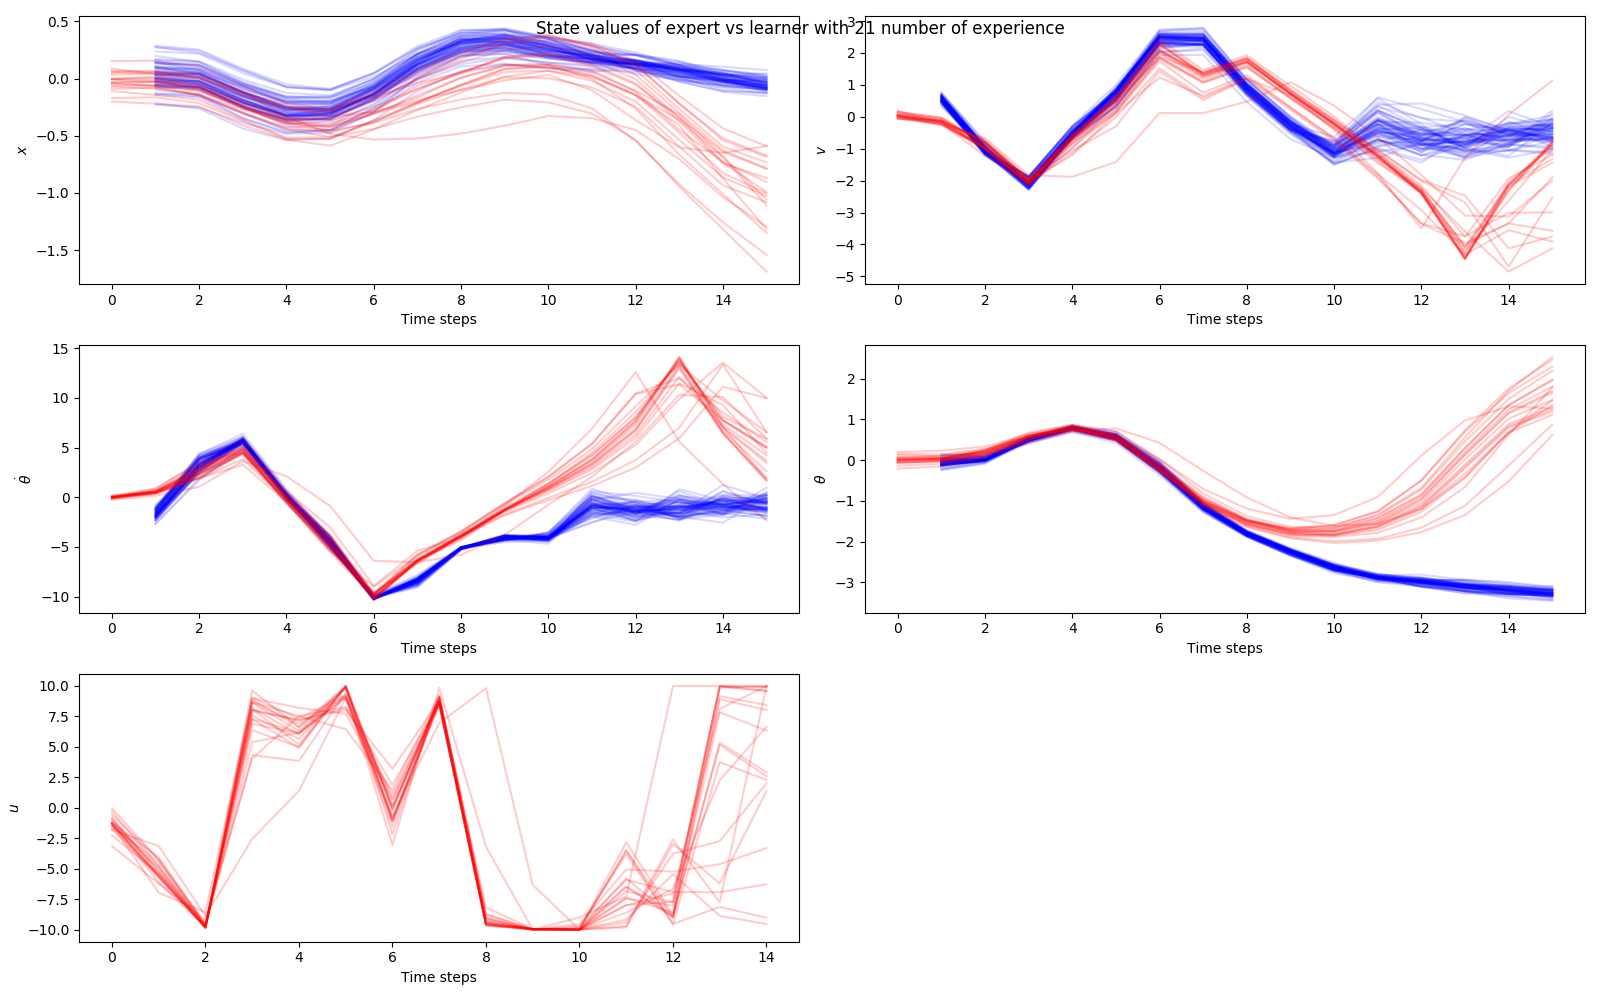 State values of expert vs learner with 21 number of experience
0.5
0.0
−0.5
−1.0
−1.5
x
0 2 4 6 8 10 12 14
Time steps
3
2
1
0
−1
−2
−3
−4
−5
v
0 2 4 6 8 10 12 14
Time steps
15
10
5
0
−5
−10
θ̇
0 2 4 6 8 10 12 14
Time steps
2
1
0
−1
−2
−3
θ
0 2 4 6 8 10 12 14
Time steps
10.0
7.5
5.0
2.5
0.0
−2.5
−5.0
−7.5
−10.0
u
0 2 4 6 8 10 12 14
Time steps